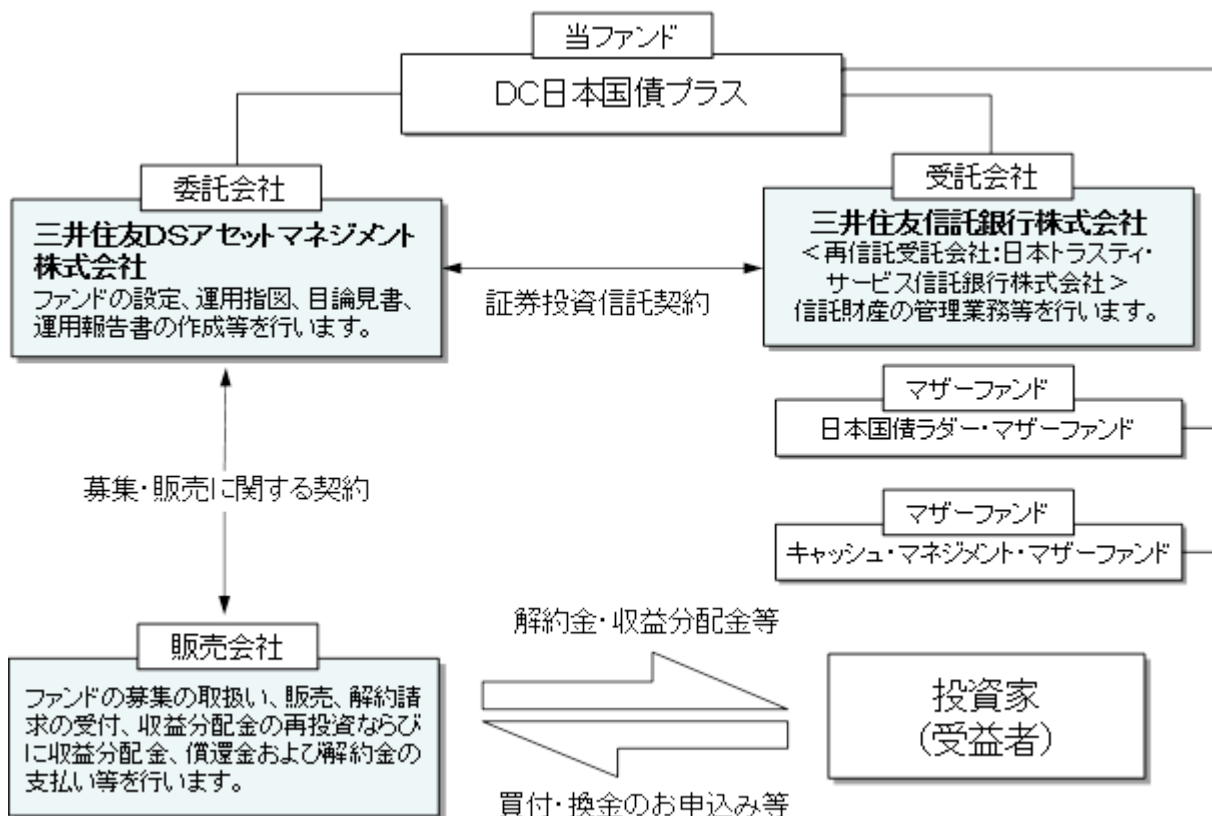 当ファンド
DC日本国債プラス
委託会社
三井住友DSアセットマネジメント
株式会社
ファンドの設定、運用指図、目論見書、
運用報告書の作成等を行います。
証券投資信託契約
受託会社
三井住友信託銀行株式会社
＜再信託受託会社:日本トラスティ・
サービス信託銀行株式会社＞
信託財産の管理業務等を行います。
マザーファンド
日本国債ラダー・マザーファンド
マザーファンド
キャッシュ・マネジメント・マザーファンド
募集・販売に関する契約
販売会社
ファンドの募集の取扱い、販売、解約請
求の受付、収益分配金の再投資ならび
に収益分配金、償還金および解約金の
支払い等を行います。
解約金・収益分配金等
買付・換金のお申込み等
投資家
(受益者)